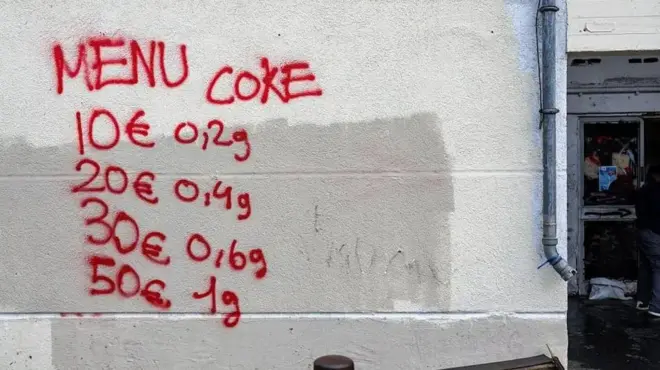 MENU COKE
10€ 0,2g
20€ 0,4g
30€ 0,6g
50€ 1g